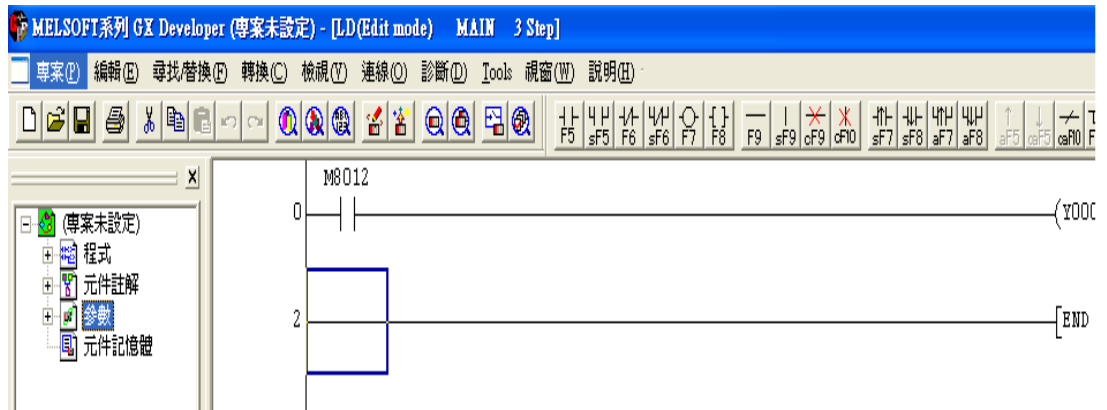 MELSOFT系列 GX Developer (專案未設定) - [LD(Edit mode) MAIN 3 Step]
專案(P) 編輯(E) 尋找/替換(F) 轉換(C) 檢視(V) 連線(O) 診斷(D) Tools 視窗(W) 說明(H)
F5 sF5 F6 sF6 F7 F8 F9 sF9 cF9 cF10 sF7 sF8 aF7 aF8 aF5 caF5 caF10 F
M8012
0 (Y000
(專案未設定)
程式
元件註解
參數
元件記憶體
2 [END